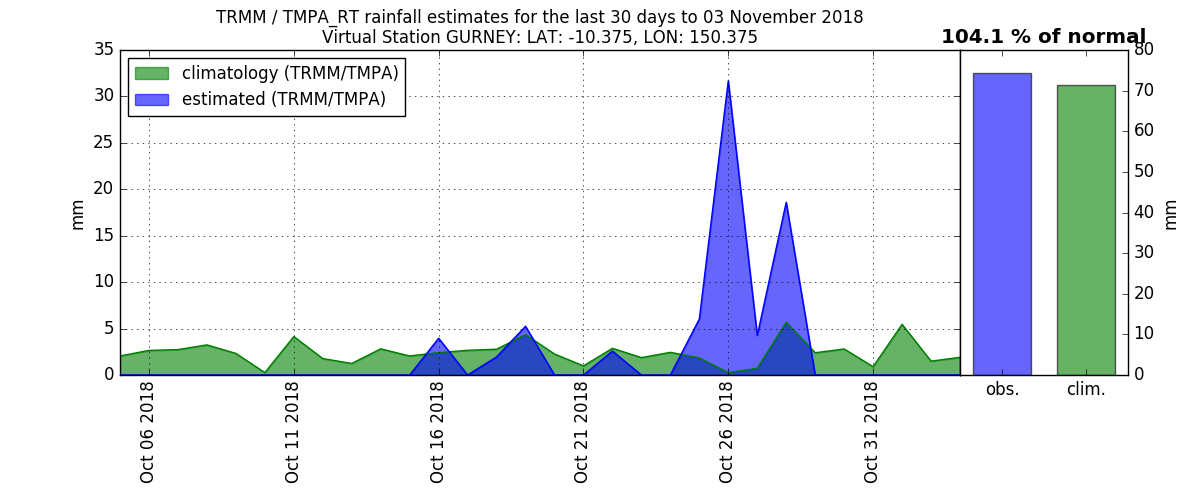 TRMM / TMPA_RT rainfall estimates for the last 30 days to 03 November 2018
Virtual Station GURNEY: LAT: -10.375, LON: 150.375
104.1 % of normal
climatology (TRMM/TMPA)
estimated (TRMM/TMPA)
35
30
25
20
15
10
5
0
mm
Oct 06 2018
Oct 11 2018
Oct 16 2018
Oct 21 2018
Oct 26 2018
Oct 31 2018
obs.
clim.
80
70
60
50
40
30
20
10
0
mm